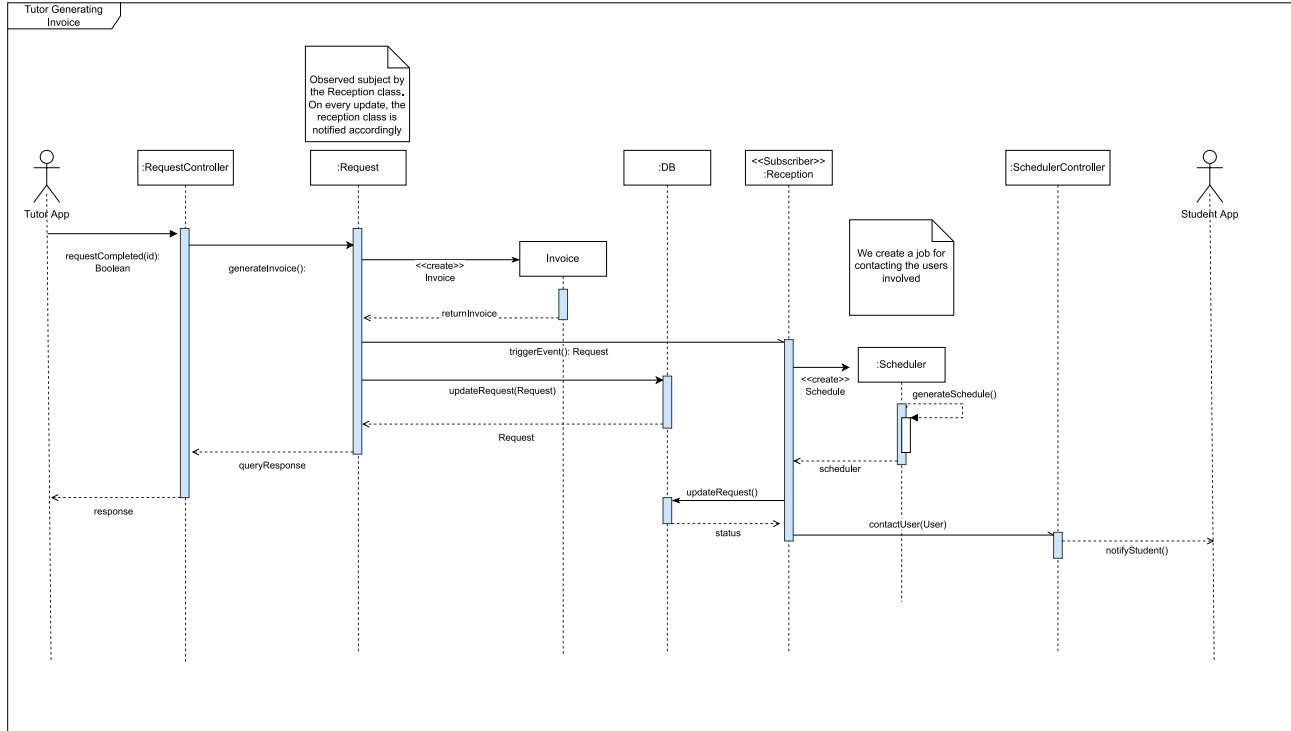 Tutor Generating
Invoice
Observed subject by
the Reception class.
On every update, the
reception class is
notified accordingly
:RequestController
:Request
:DB
<<Subscriber>>
:Reception
:SchedulerController
Tutor App
Student App
We create a job for
contacting the users
involved
requestCompleted(id):
Boolean
generateInvoice():
<<create>>
Invoice
Invoice
returnInvoice
triggerEvent(): Request
:Scheduler
<<create>>
Schedule
updateRequest(Request)
generateSchedule()
Request
queryResponse
scheduler
updateRequest()
response
status
contactUser(User)
notifyStudent()